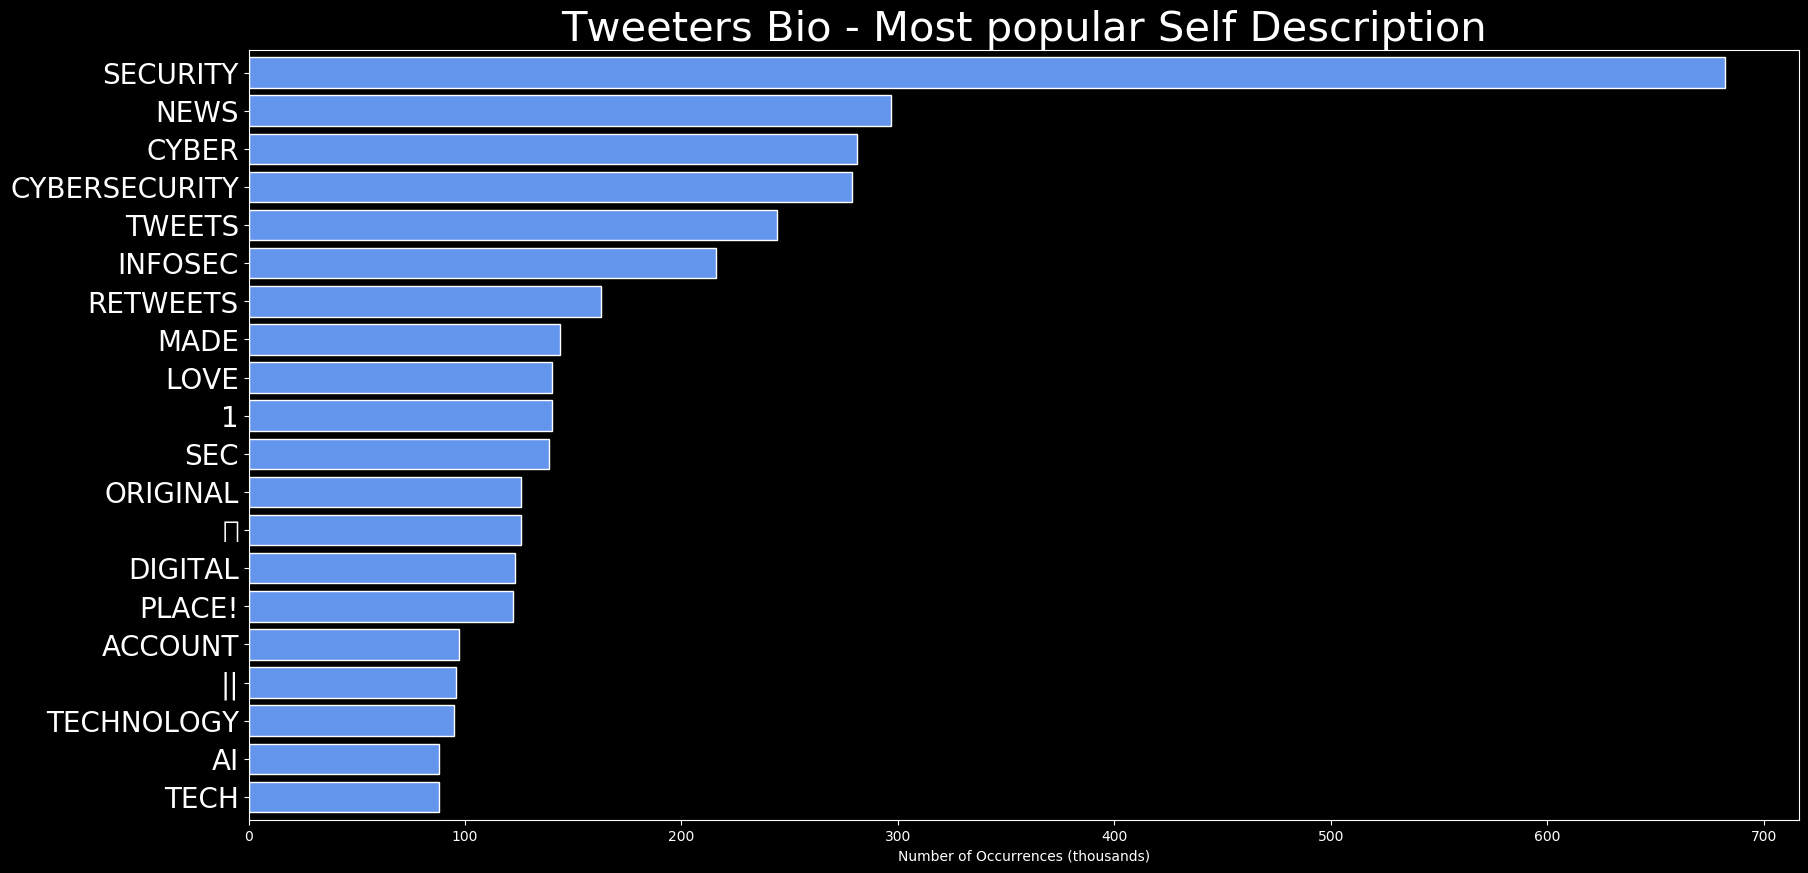 Tweeters Bio - Most popular Self Description
SECURITY
NEWS
CYBER
CYBERSECURITY
TWEETS
INFOSEC
RETWEETS
MADE
LOVE
1
SEC
ORIGINAL
DIGITAL
PLACE!
ACCOUNT
||
TECHNOLOGY
AI
TECH
0 100 200 300 400 500 600 700
Number of Occurrences (thousands)